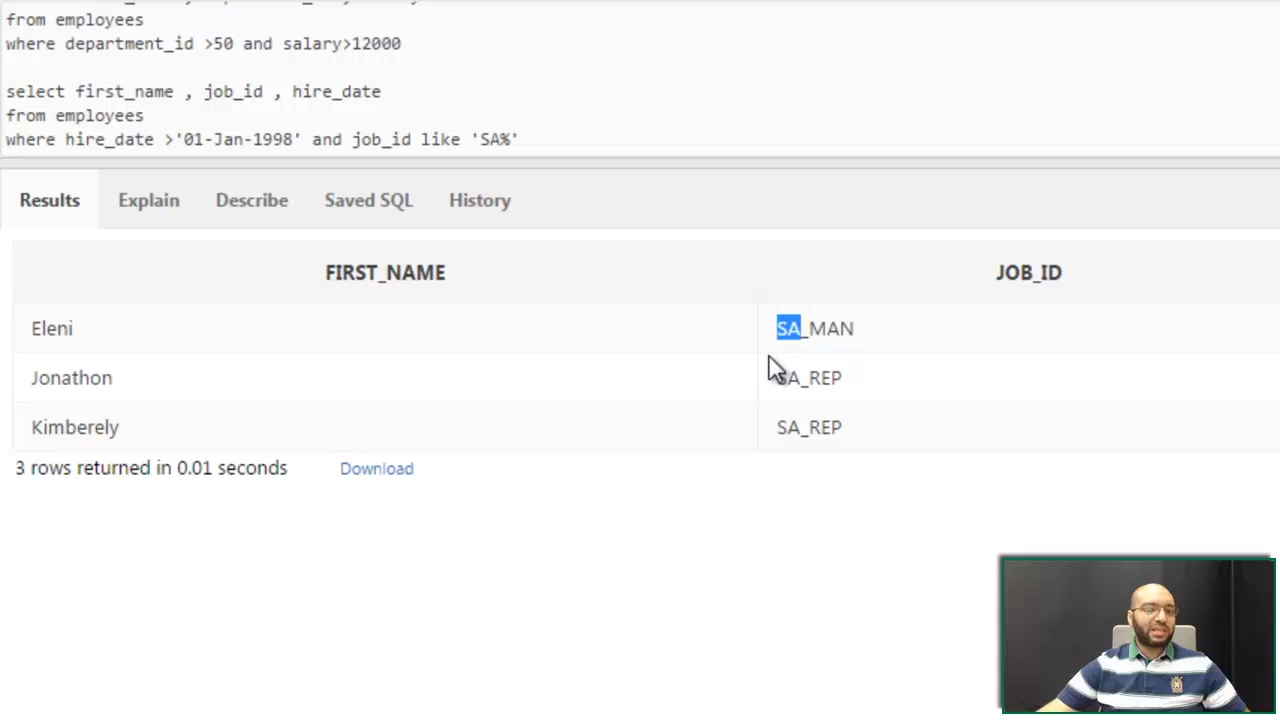 from employees
where department_id >50 and salary>12000
select first_name , job_id , hire_date
from employees
where hire_date >'01-Jan-1998' and job_id like 'SA%'
Results Explain Describe Saved SQL History
FIRST_NAME JOB_ID
Eleni SA_MAN
Jonathon SA_REP
Kimberely SA_REP
3 rows returned in 0.01 seconds Download